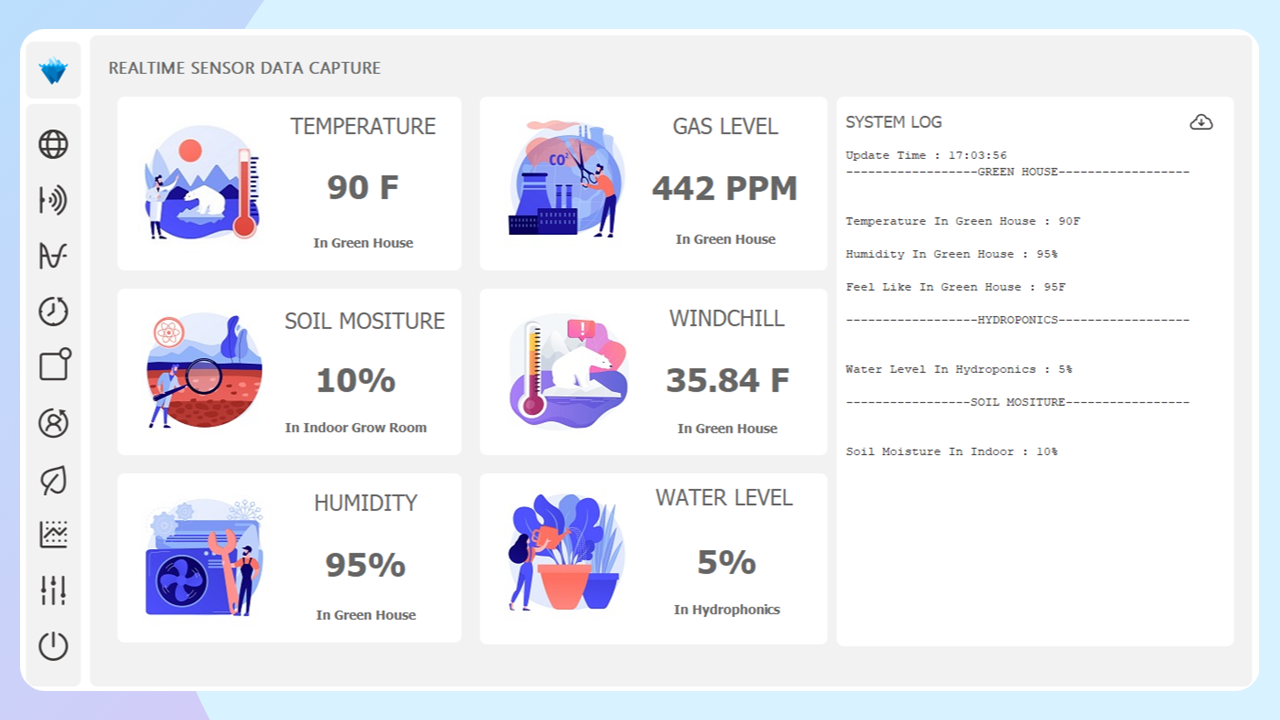 REALTIME SENSOR DATA CAPTURE
TEMPERATURE
90 F
In Green House
CO2
GAS LEVEL
442 PPM
In Green House
SOIL MOSITURE
10%
In Indoor Grow Room
!
WINDCHILL
35.84 F
In Green House
HUMIDITY
95%
In Green House
WATER LEVEL
5%
In Hydrophonics
SYSTEM LOG
Update Time : 17:03:56
------------------GREEN HOUSE------------------
Temperature In Green House : 90F
Humidity In Green House : 95%
Feel Like In Green House : 95F
------------------HYDROPONICS------------------
Water Level In Hydroponics : 5%
-----------------SOIL MOSITURE-----------------
Soil Moisture In Indoor : 10%